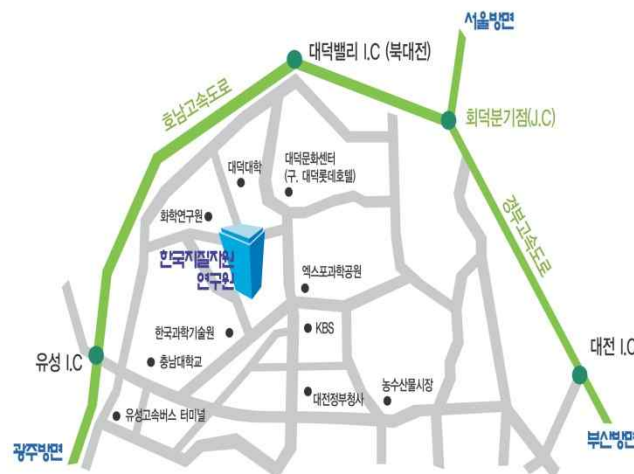 서울방면
대덕밸리 I.C (북대전)
호남고속도로
회덕분기점(J.C)
대덕대학
대덕문화센터
(구. 대덕롯데호텔)
화학연구원
경부고속도로
한국지질자원
연구원
엑스포과학공원
한국과학기술원
KBS
유성 I.C
충남대학교
대전 I.C
대전정부청사
농수산물시장
유성고속버스 터미널
광주방면
부산방면